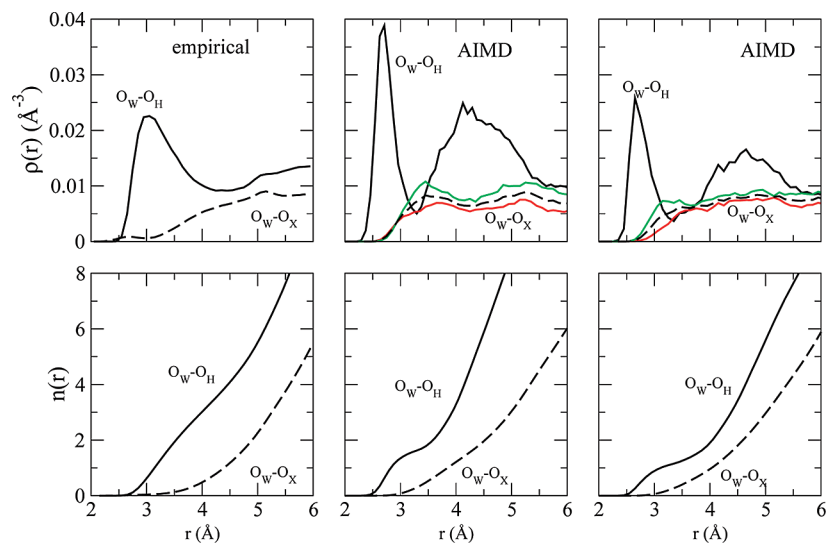 0.04
0.03
0.02
0.01
0.00
ρ(r) (Å⁻³)
empirical
O_W-O_H
O_W-O_X
AIMD
O_W-O_H
O_W-O_X
AIMD
O_W-O_H
O_W-O_X
8
6
4
2
0
n(r)
O_W-O_H
O_W-O_X
O_W-O_H
O_W-O_X
O_W-O_H
O_W-O_X
2 3 4 5 6
2 3 4 5 6
2 3 4 5 6
r (Å)
r (Å)
r (Å)